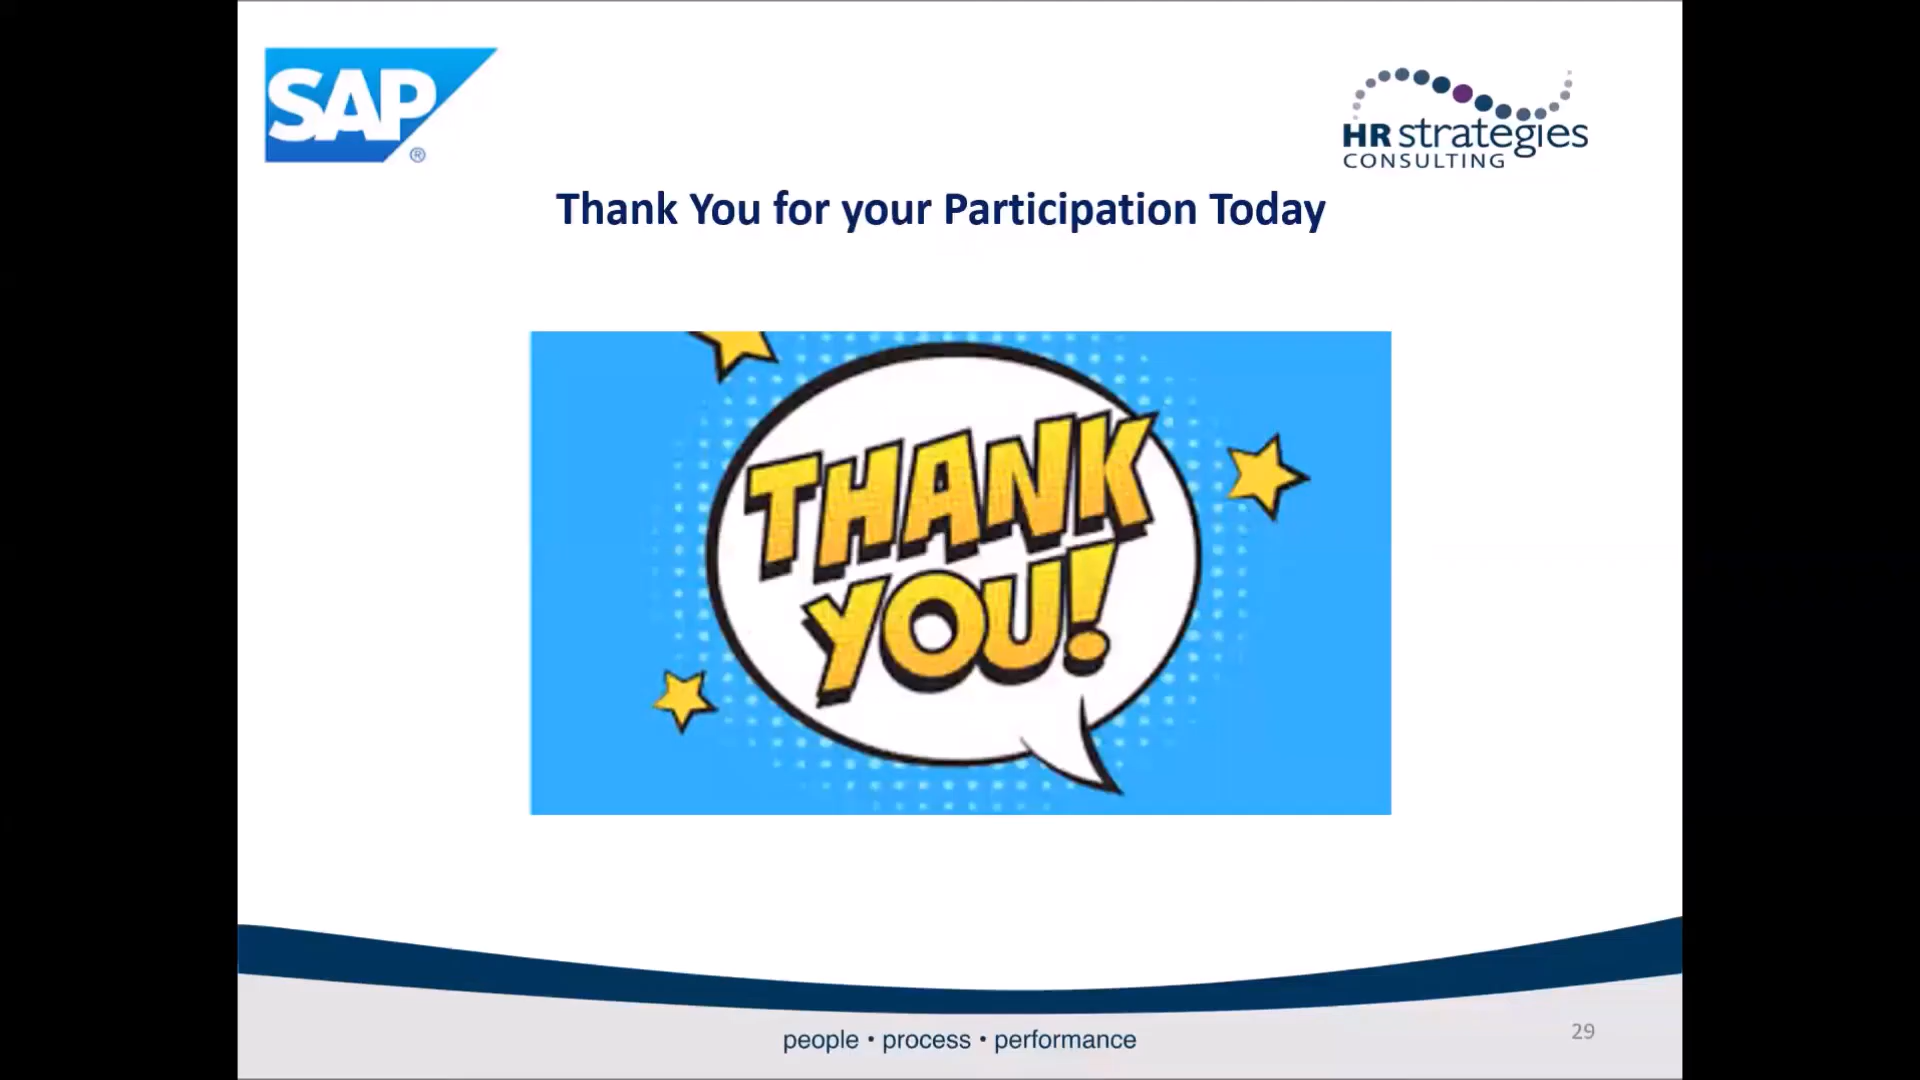 SAP
®
HR strategies
CONSULTING
Thank You for your Participation Today
THANK
YOU!
people • process • performance
29